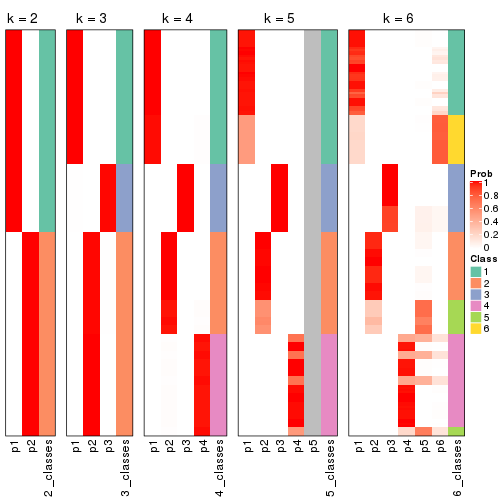 k = 2
k = 3
k = 4
k = 5
k = 6
p1
p2
2_classes
p1
p2
p3
3_classes
p1
p2
p3
p4
4_classes
p1
p2
p3
p4
p5
5_classes
p1
p2
p3
p4
p5
p6
6_classes
Prob
1
0.8
0.6
0.4
0.2
0
Class
1
2
3
4
5
6